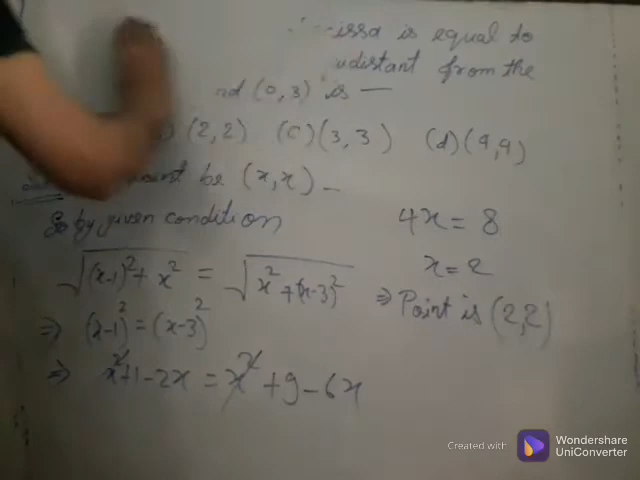 issa is equal to
distant from the
(0, 3) is —
(2, 2) (C) (3, 3) (d) (4, 4)
be (x, x) –
So by given condition
√(x-1)² + x² = √x² + (x-3)²
⇒ (x-1)² = (x-3)²
⇒ x² + 1 - 2x = x² + 9 - 6x
4x = 8
x = 2
⇒ Point is (2, 2)
Created with Wondershare UniConverter